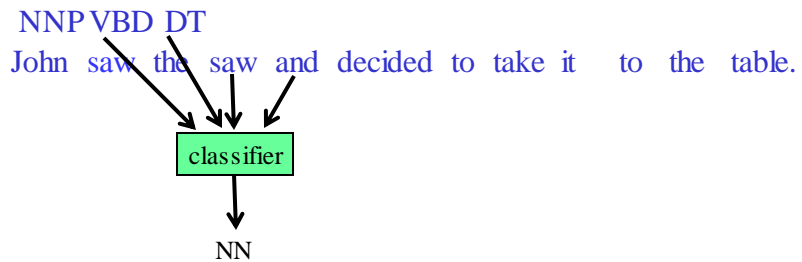 NNP VBD DT
John saw the saw and decided to take it to the table.
classifier
NN